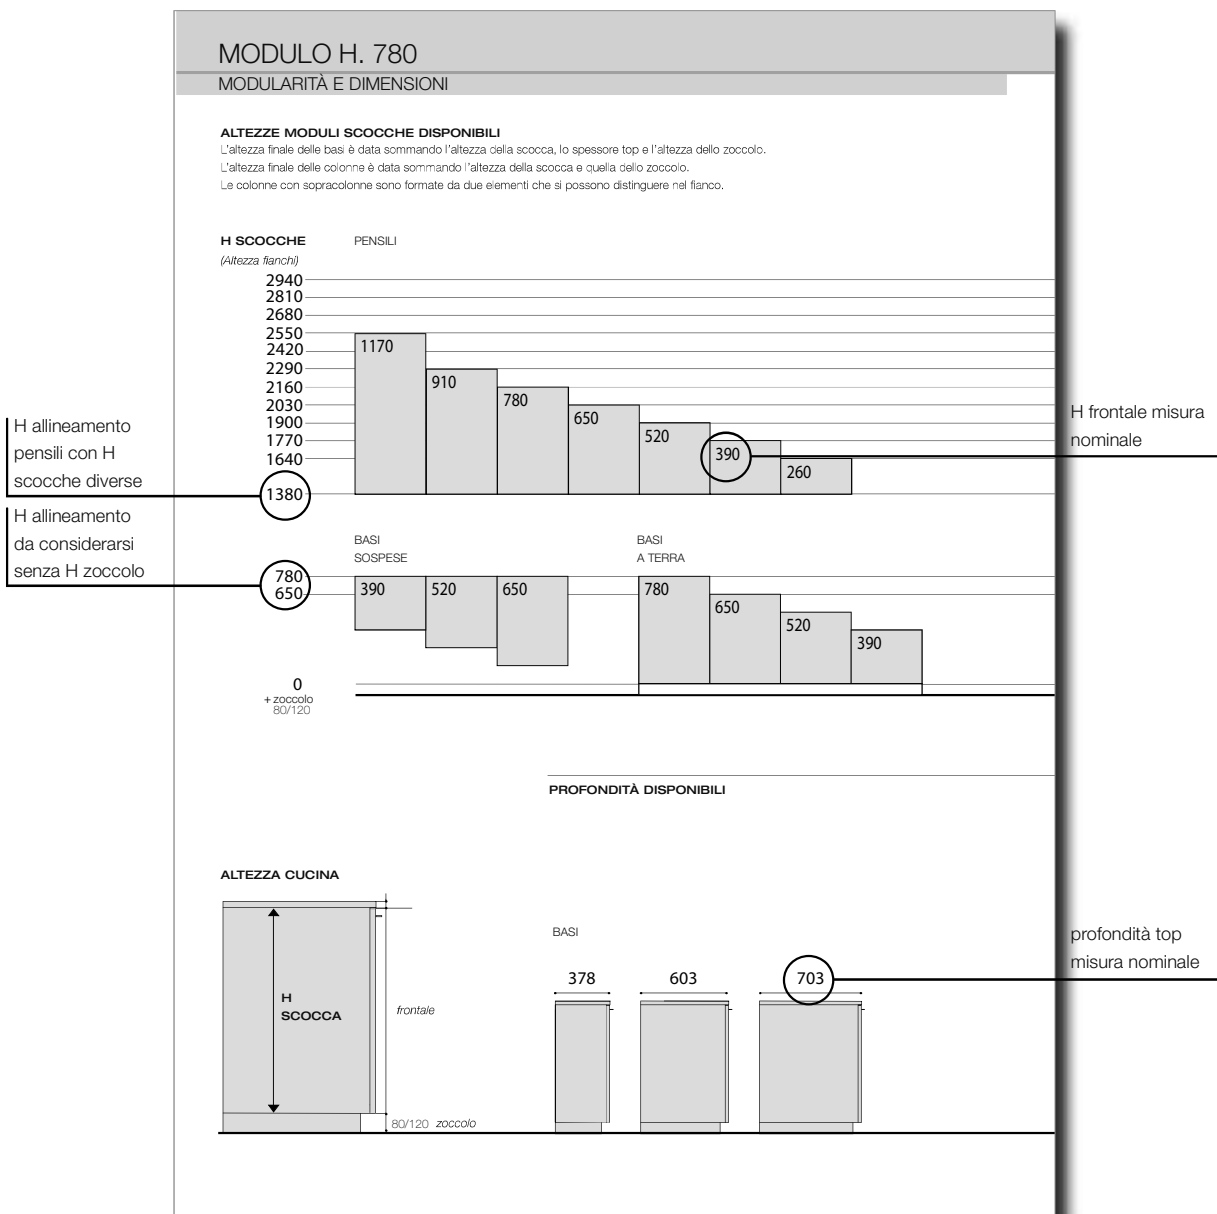 MODULO H. 780
MODULARITÀ E DIMENSIONI
ALTEZZE MODULI SCOCCHE DISPONIBILI
L'altezza finale delle basi è data sommando l'altezza della scocca, lo spessore top e l'altezza dello zoccolo.
L'altezza finale delle colonne è data sommando l'altezza della scocca e quella dello zoccolo.
Le colonne con sopracolonne sono formate da due elementi che si possono distinguere nel fianco.
H SCOCCHE
(Altezza fianchi)
PENSILI
2940
2810
2680
2550
2420
2290
2160
2030
1900
1770
1640
1380
1170
910
780
650
520
390
260
H allineamento
pensili con H
scocche diverse
H frontale misura
nominale
H allineamento
da considerarsi
senza H zoccolo
780
650
0
+ zoccolo
80/120
BASI
SOSPESE
390
520
650
BASI
A TERRA
780
650
520
390
PROFONDITÀ DISPONIBILI
ALTEZZA CUCINA
H
SCOCCA
frontale
80/120 zoccolo
BASI
378
603
703
profondità top
misura nominale